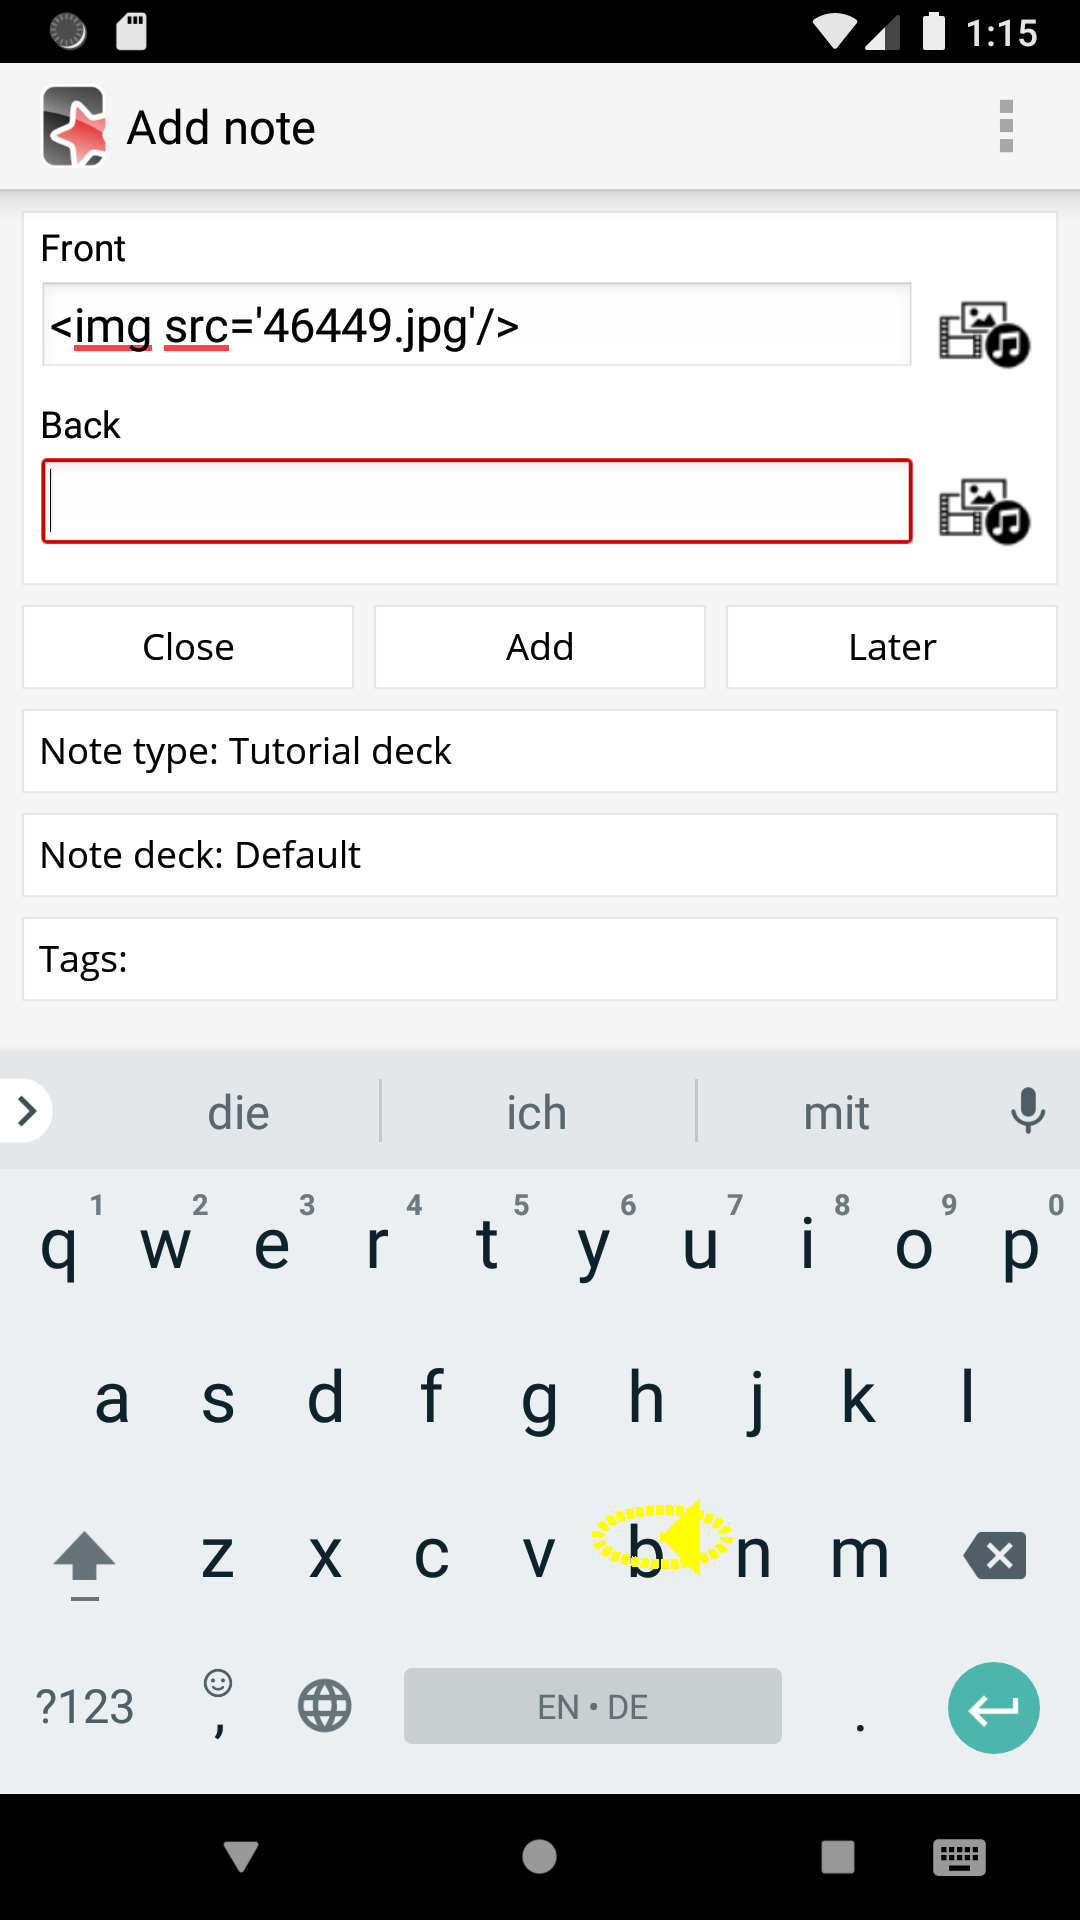 1:15
Add note
Front
<img src='46449.jpg'/>
Back
Close Add Later
Note type: Tutorial deck
Note deck: Default
Tags:
die ich mit
1 2 3 4 5 6 7 8 9 0
q w e r t y u i o p
a s d f g h j k l
z x c v b n m
?123 , EN • DE .